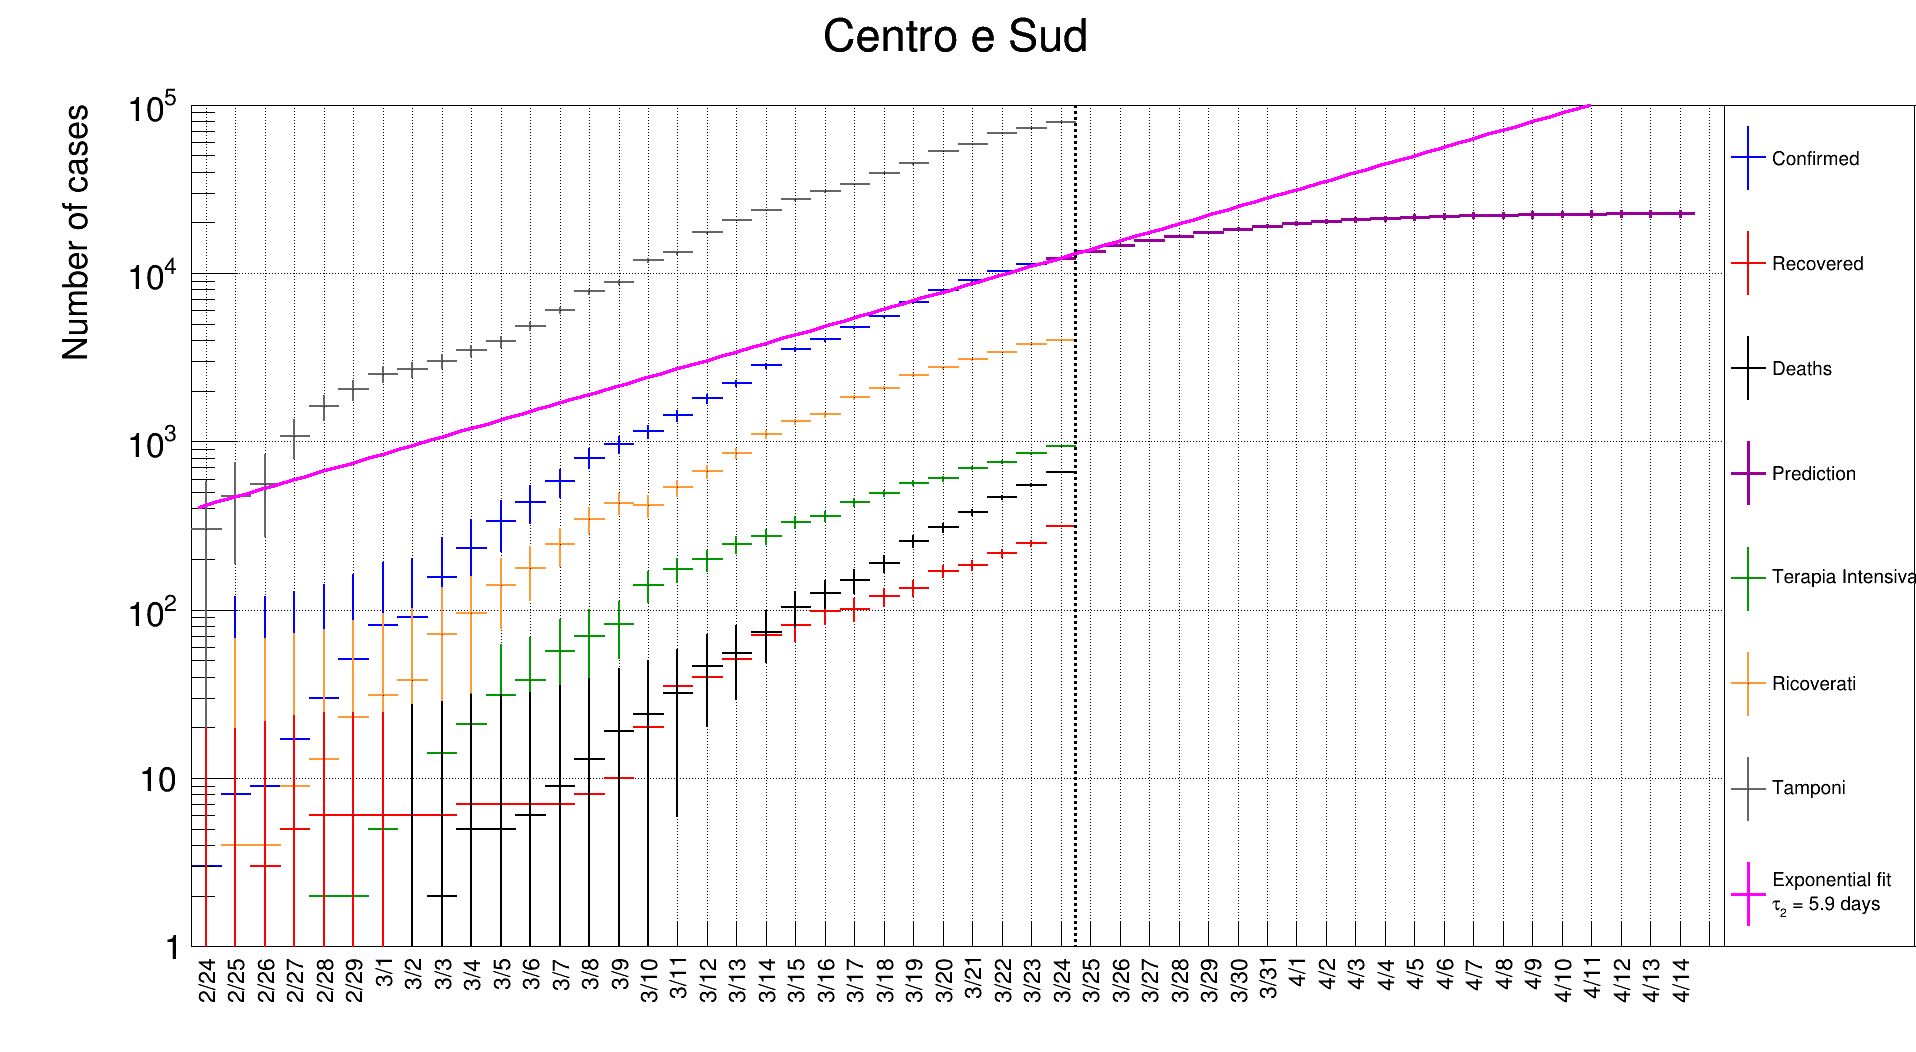 Centro e Sud
Number of cases
10^5
10^4
10^3
10^2
10
1
2/24 2/25 2/26 2/27 2/28 2/29 3/1 3/2 3/3 3/4 3/5 3/6 3/7 3/8 3/9 3/10 3/11 3/12 3/13 3/14 3/15 3/16 3/17 3/18 3/19 3/20 3/21 3/22 3/23 3/24 3/25 3/26 3/27 3/28 3/29 3/30 3/31 4/1 4/2 4/3 4/4 4/5 4/6 4/7 4/8 4/9 4/10 4/11 4/12 4/13 4/14
Confirmed
Recovered
Deaths
Prediction
Terapia Intensiva
Ricoverati
Tamponi
Exponential fit
τ₂ = 5.9 days